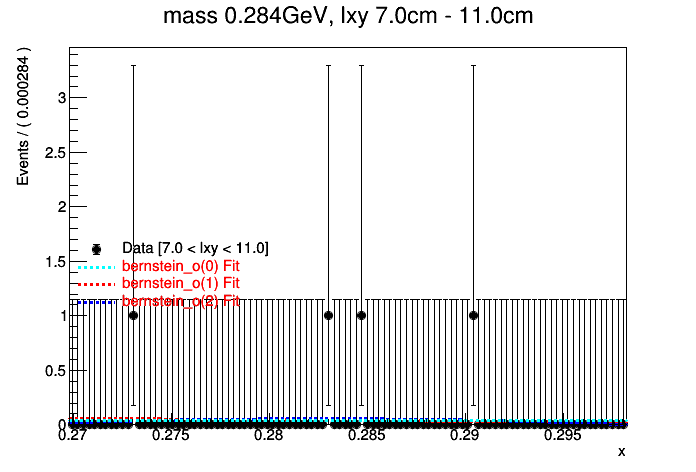 mass 0.284GeV, lxy 7.0cm - 11.0cm
Events / ( 0.000284 )
3
2.5
2
1.5
1
0.5
0
Data [7.0 < lxy < 11.0]
bernstein_o(0) Fit
bernstein_o(1) Fit
bernstein_o(2) Fit
0.27 0.275 0.28 0.285 0.29 0.295
x